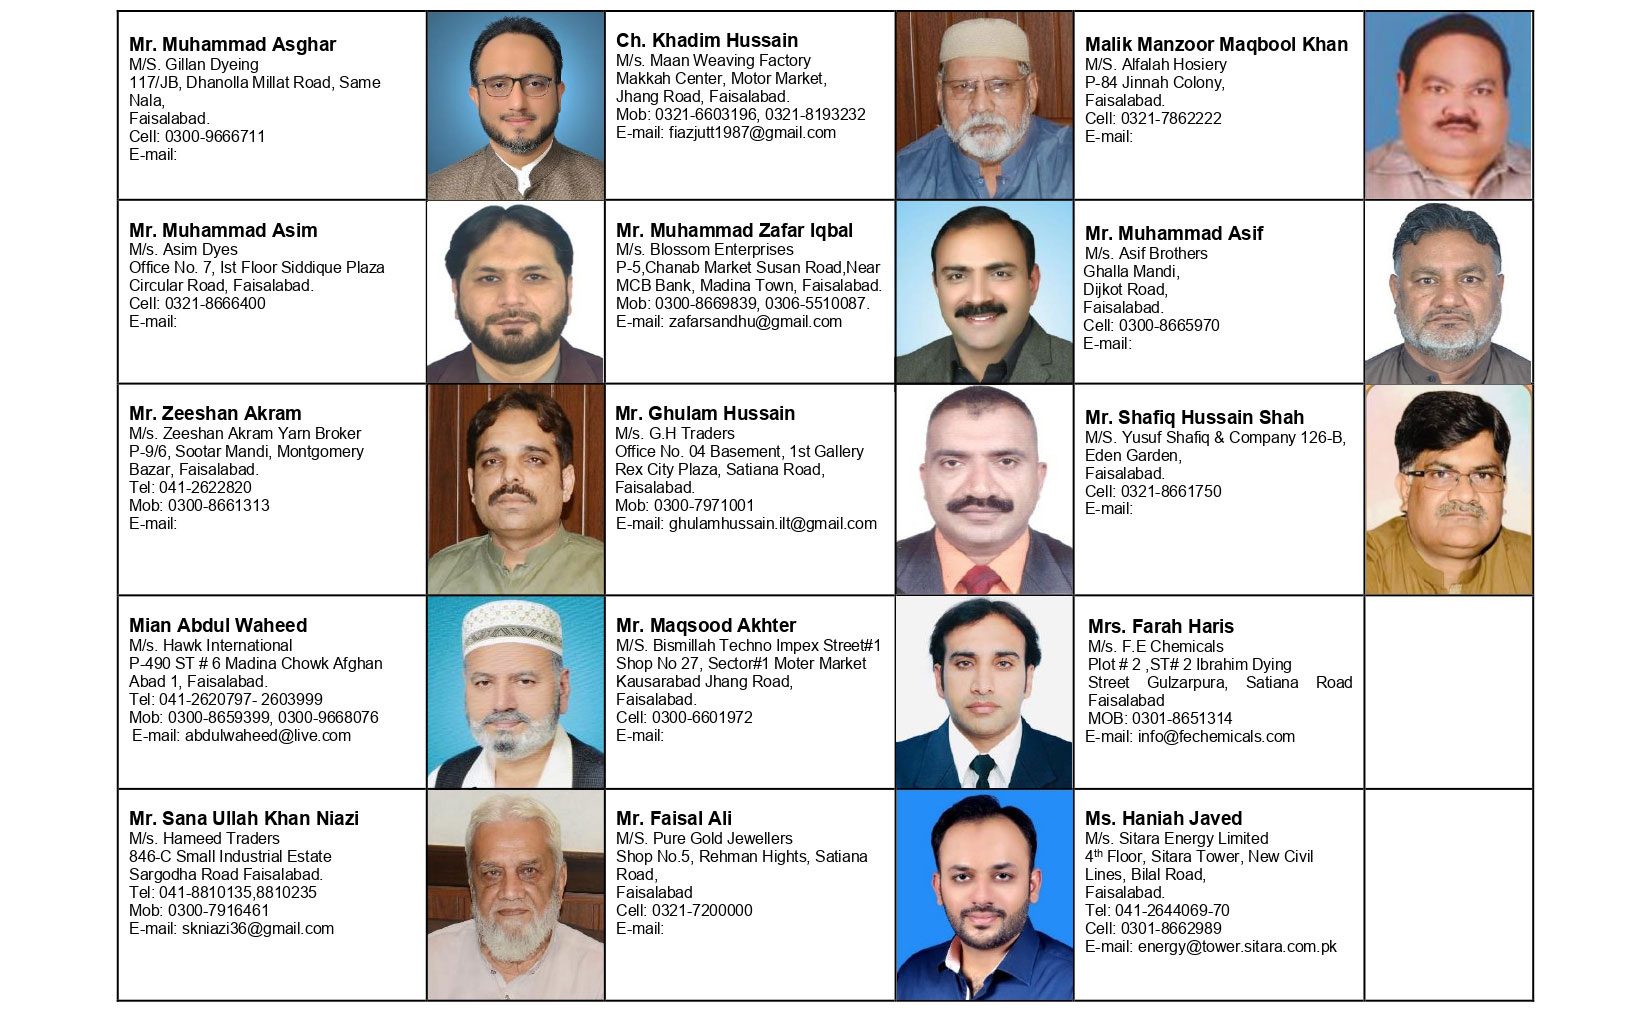 Mr. Muhammad Asghar
M/S. Gillan Dyeing
117/JB, Dhanolla Millat Road, Same
Nala,
Faisalabad.
Cell: 0300-9666711
E-mail:
Ch. Khadim Hussain
M/s. Maan Weaving Factory
Makkah Center, Motor Market,
Jhang Road, Faisalabad.
Mob: 0321-6603196, 0321-8193232
E-mail: fiazjutt1987@gmail.com
Malik Manzoor Maqbool Khan
M/S. Alfalah Hosiery
P-84 Jinnah Colony,
Faisalabad.
Cell: 0321-7862222
E-mail:
Mr. Muhammad Asim
M/s. Asim Dyes
Office No. 7, Ist Floor Siddique Plaza
Circular Road, Faisalabad.
Cell: 0321-8666400
E-mail:
Mr. Muhammad Zafar Iqbal
M/s. Blossom Enterprises
P-5,Chanab Market Susan Road,Near
MCB Bank, Madina Town, Faisalabad.
Mob: 0300-8669839, 0306-5510087.
E-mail: zafarsandhu@gmail.com
Mr. Muhammad Asif
M/s. Asif Brothers
Ghalla Mandi,
Dijkot Road,
Faisalabad.
Cell: 0300-8665970
E-mail:
Mr. Zeeshan Akram
M/s. Zeeshan Akram Yarn Broker
P-9/6, Sootar Mandi, Montgomery
Bazar, Faisalabad.
Tel: 041-2622820
Mob: 0300-8661313
E-mail:
Mr. Ghulam Hussain
M/s. G.H Traders
Office No. 04 Basement, 1st Gallery
Rex City Plaza, Satiana Road,
Faisalabad.
Mob: 0300-7971001
E-mail: ghulamhussain.ilt@gmail.com
Mr. Shafiq Hussain Shah
M/S. Yusuf Shafiq & Company 126-B,
Eden Garden,
Faisalabad.
Cell: 0321-8661750
E-mail:
Mian Abdul Waheed
M/s. Hawk International
P-490 ST # 6 Madina Chowk Afghan
Abad 1, Faisalabad.
Tel: 041-2620797- 2603999
Mob: 0300-8659399, 0300-9668076
E-mail: abdulwaheed@live.com
Mr. Maqsood Akhter
M/S. Bismillah Techno Impex Street#1
Shop No 27, Sector#1 Moter Market
Kausarabad Jhang Road,
Faisalabad.
Cell: 0300-6601972
E-mail:
Mrs. Farah Haris
M/s. F.E Chemicals
Plot # 2 ,ST# 2 Ibrahim Dying
Street Gulzarpura, Satiana Road
Faisalabad
MOB: 0301-8651314
E-mail: info@fechemicals.com
Mr. Sana Ullah Khan Niazi
M/s. Hameed Traders
846-C Small Industrial Estate
Sargodha Road Faisalabad.
Tel: 041-8810135,8810235
Mob: 0300-7916461
E-mail: skniazi36@gmail.com
Mr. Faisal Ali
M/S. Pure Gold Jewellers
Shop No.5, Rehman Hights, Satiana
Road,
Faisalabad
Cell: 0321-7200000
E-mail:
Ms. Haniah Javed
M/s. Sitara Energy Limited
4th Floor, Sitara Tower, New Civil
Lines, Bilal Road,
Faisalabad.
Tel: 041-2644069-70
Cell: 0301-8662989
E-mail: energy@tower.sitara.com.pk